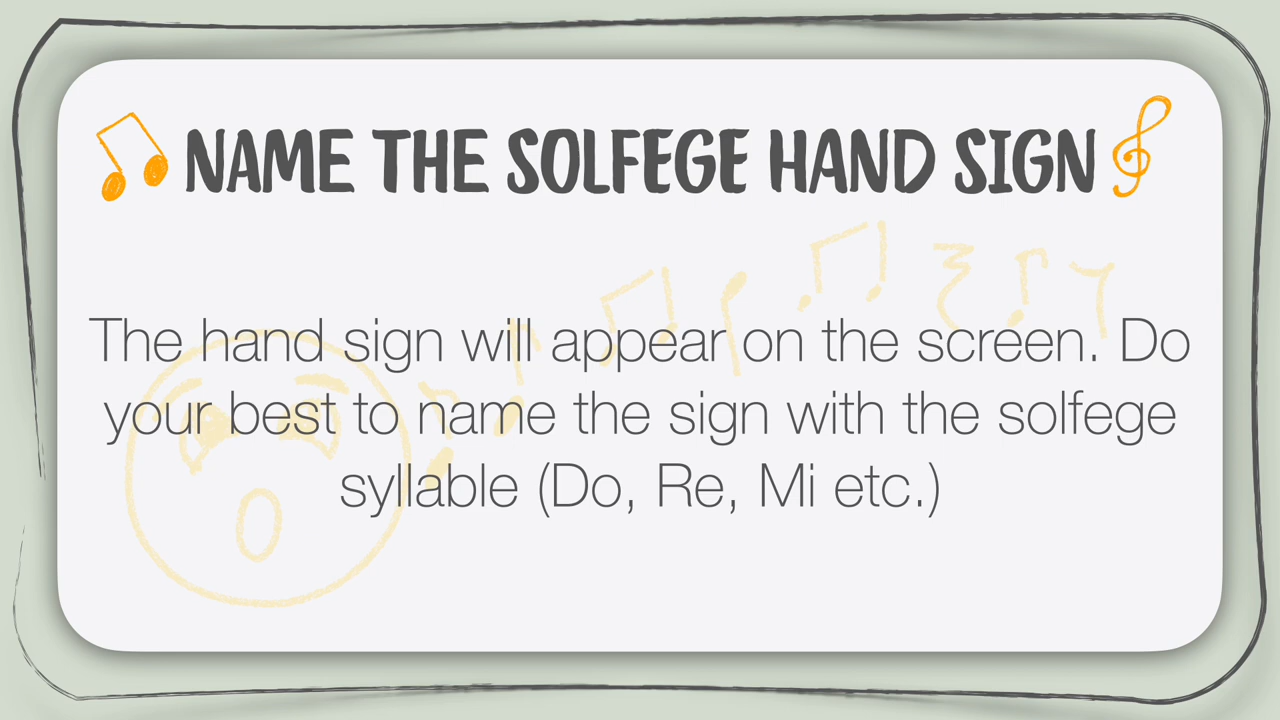 NAME THE SOLFEGE HAND SIGN
The hand sign will appear on the screen. Do
your best to name the sign with the solfege
syllable (Do, Re, Mi etc.)